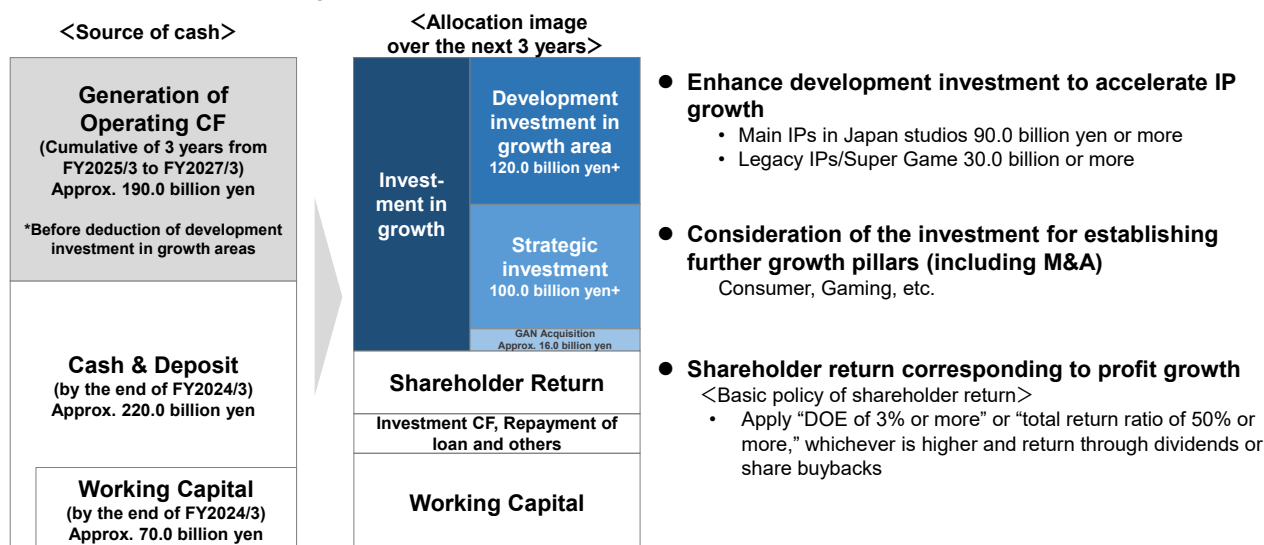 <Source of cash>
Generation of
Operating CF
(Cumulative of 3 years from
FY2025/3 to FY2027/3)
Approx. 190.0 billion yen
*Before deduction of development
investment in growth areas
Cash & Deposit
(by the end of FY2024/3)
Approx. 220.0 billion yen
Working Capital
(by the end of FY2024/3)
Approx. 70.0 billion yen
<Allocation image
over the next 3 years>
Invest-
ment in
growth
Development
investment in
growth area
120.0 billion yen+
Strategic
investment
100.0 billion yen+
GAN Acquisition
Approx. 16.0 billion yen
Shareholder Return
Investment CF, Repayment of
loan and others
Working Capital
● Enhance development investment to accelerate IP
growth
• Main IPs in Japan studios 90.0 billion yen or more
• Legacy IPs/Super Game 30.0 billion or more
● Consideration of the investment for establishing
further growth pillars (including M&A)
Consumer, Gaming, etc.
● Shareholder return corresponding to profit growth
<Basic policy of shareholder return>
• Apply “DOE of 3% or more” or “total return ratio of 50% or
more,” whichever is higher and return through dividends or
share buybacks